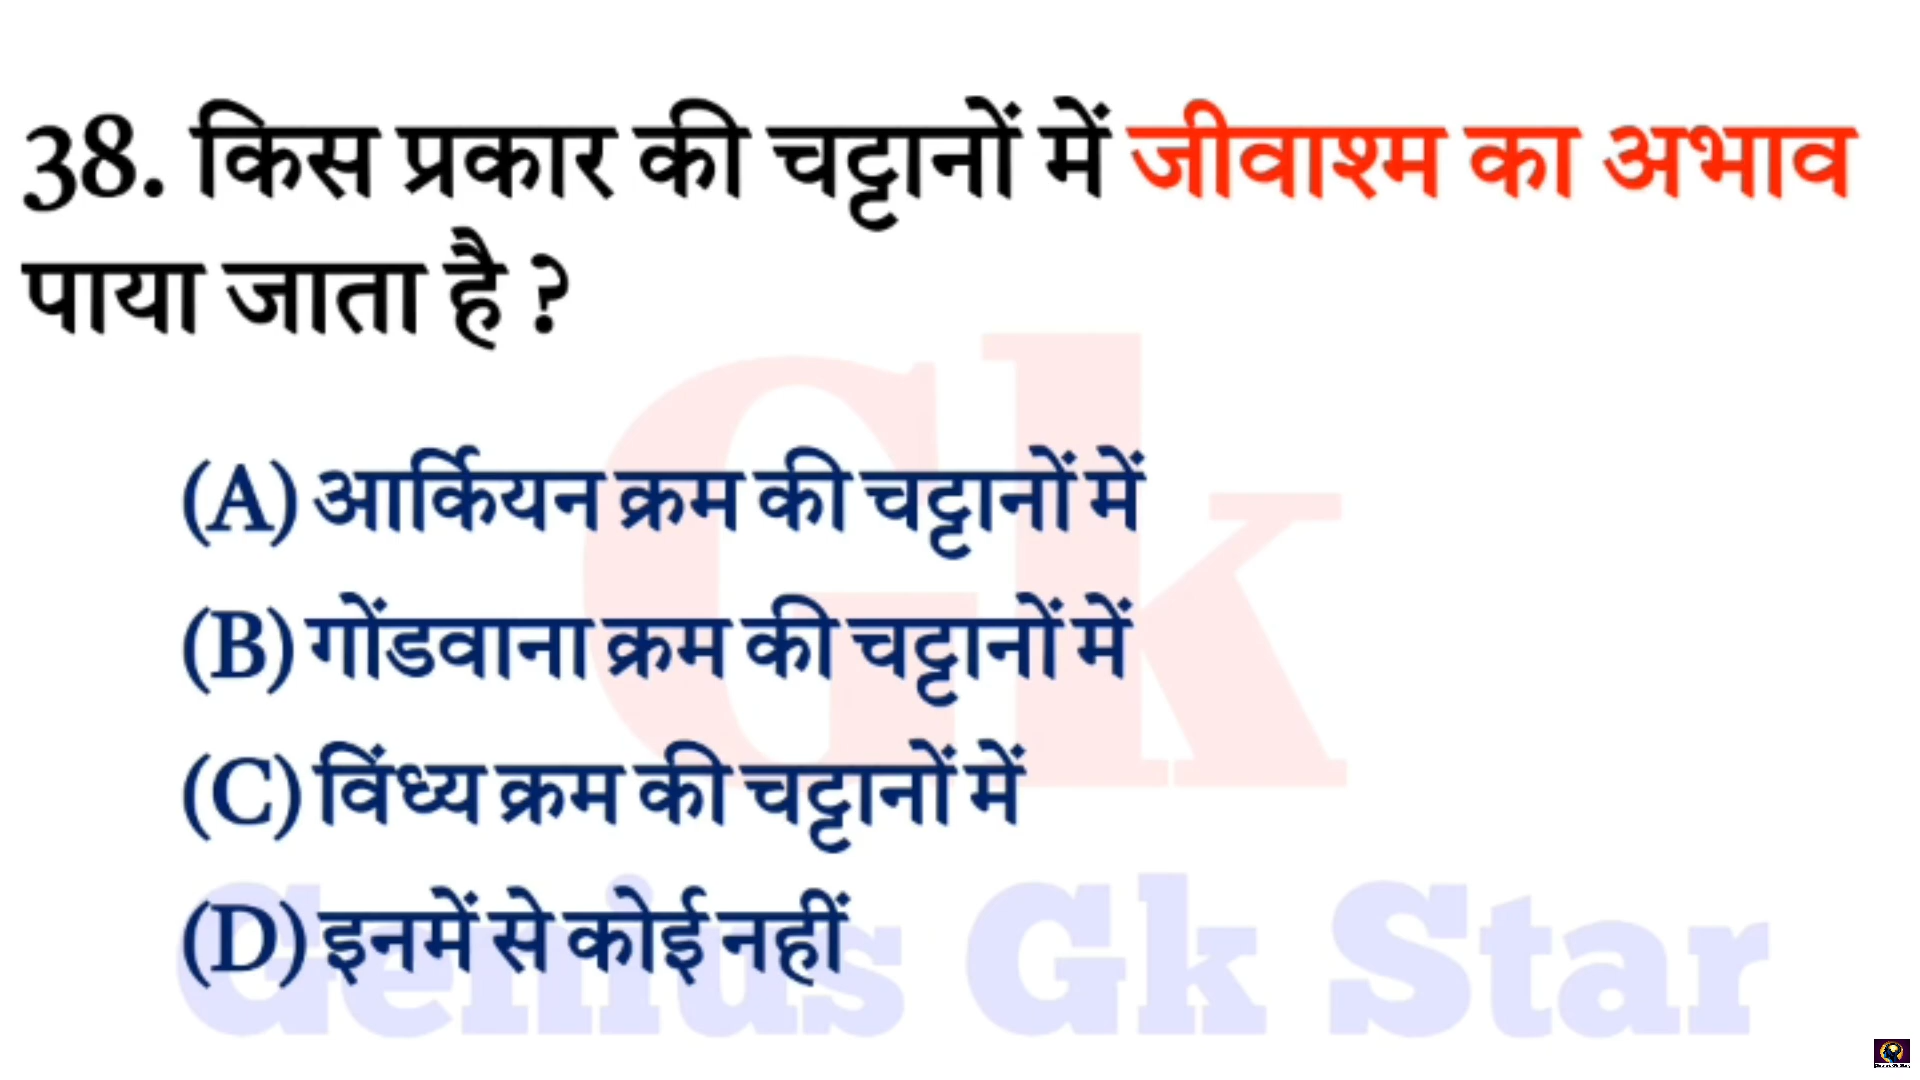 38. किस प्रकार की चट्टानों में जीवाश्म का अभाव
पाया जाता है ?
Gk
(A) आर्कियन क्रम की चट्टानों में
(B) गोंडवाना क्रम की चट्टानों में
(C) विंध्य क्रम की चट्टानों में
(D) इनमें से कोई नहीं
Genius Gk Star